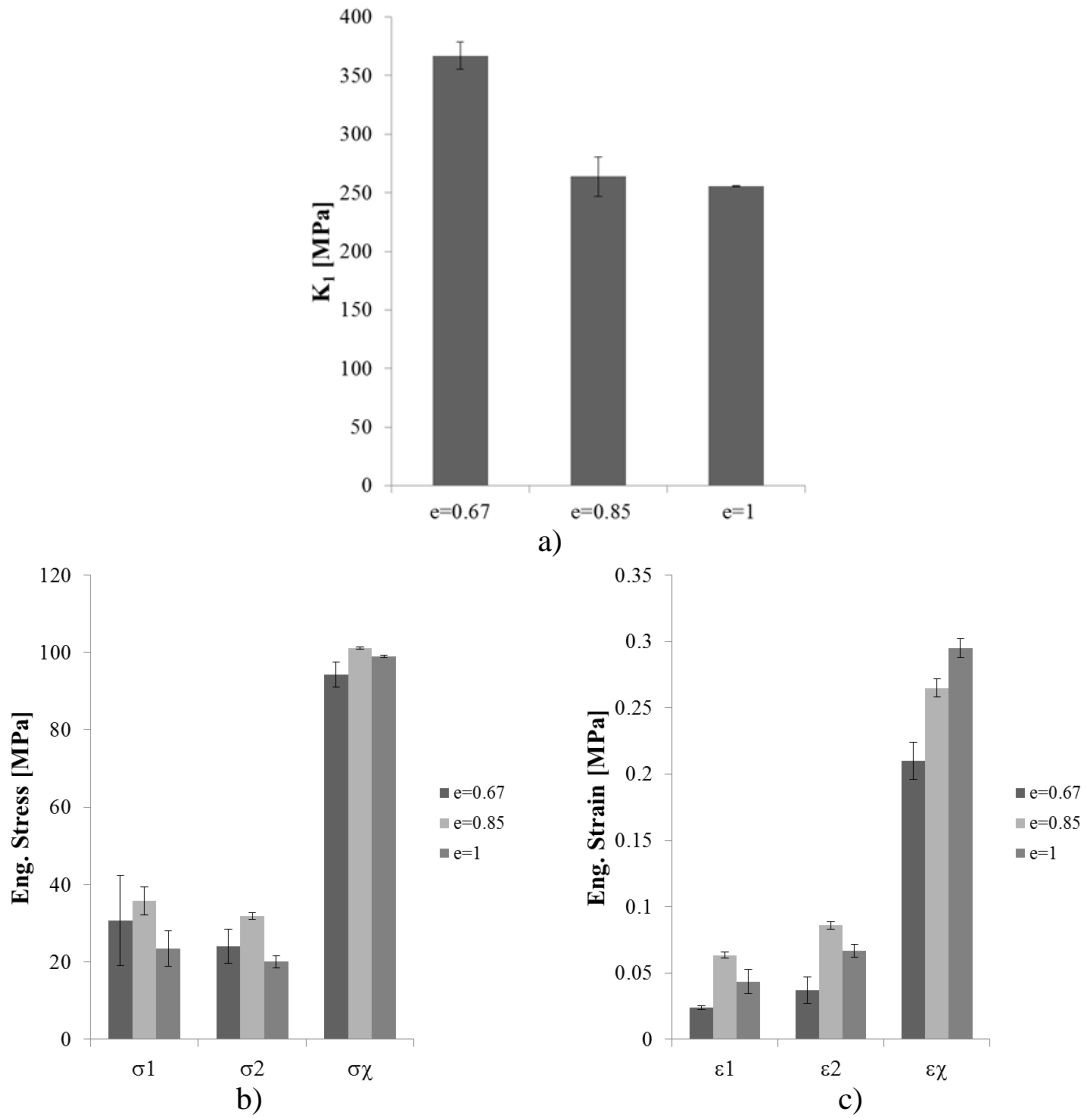 400
350
300
250
200
150
100
50
0
K₁ [MPa]
e=0.67 e=0.85 e=1
a)
120
100
80
60
40
20
0
Eng. Stress [MPa]
σ1 σ2 σχ
e=0.67
e=0.85
e=1
b)
0.35
0.3
0.25
0.2
0.15
0.1
0.05
0
Eng. Strain [MPa]
ε1 ε2 εχ
e=0.67
e=0.85
e=1
c)